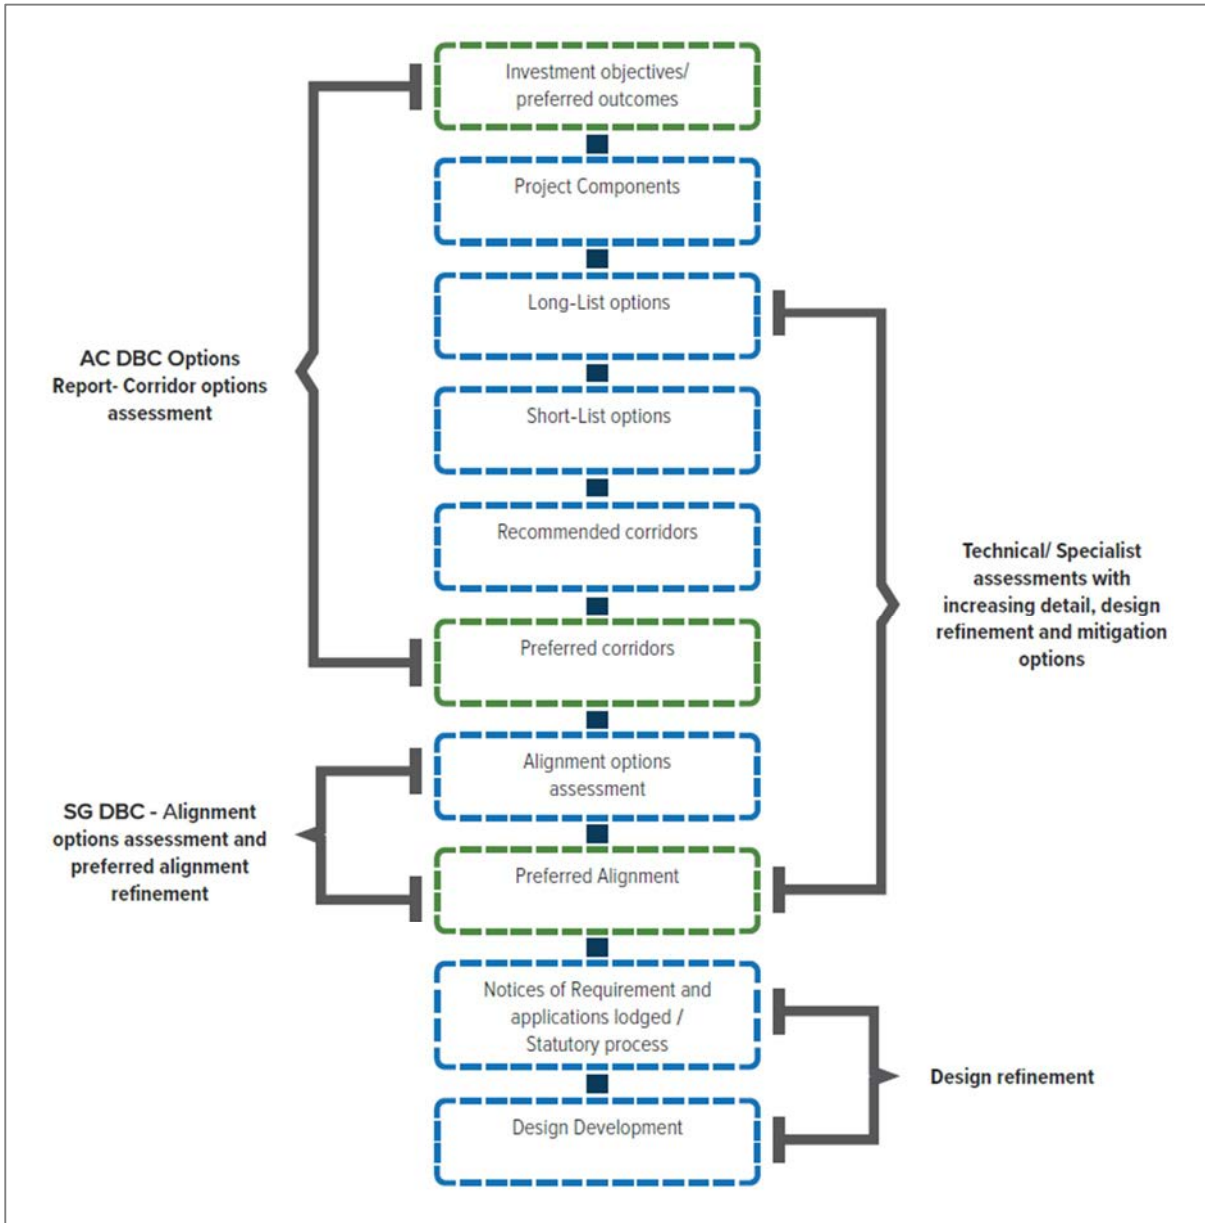 Investment objectives/
preferred outcomes
Project Components
Long-List options
AC DBC Options
Report- Corridor options
assessment
Short-List options
Recommended corridors
Technical/ Specialist
assessments with
increasing detail, design
refinement and mitigation
options
Preferred corridors
Alignment options
assessment
SG DBC - Alignment
options assessment and
preferred alignment
refinement
Preferred Alignment
Notices of Requirement and
applications lodged /
Statutory process
Design refinement
Design Development